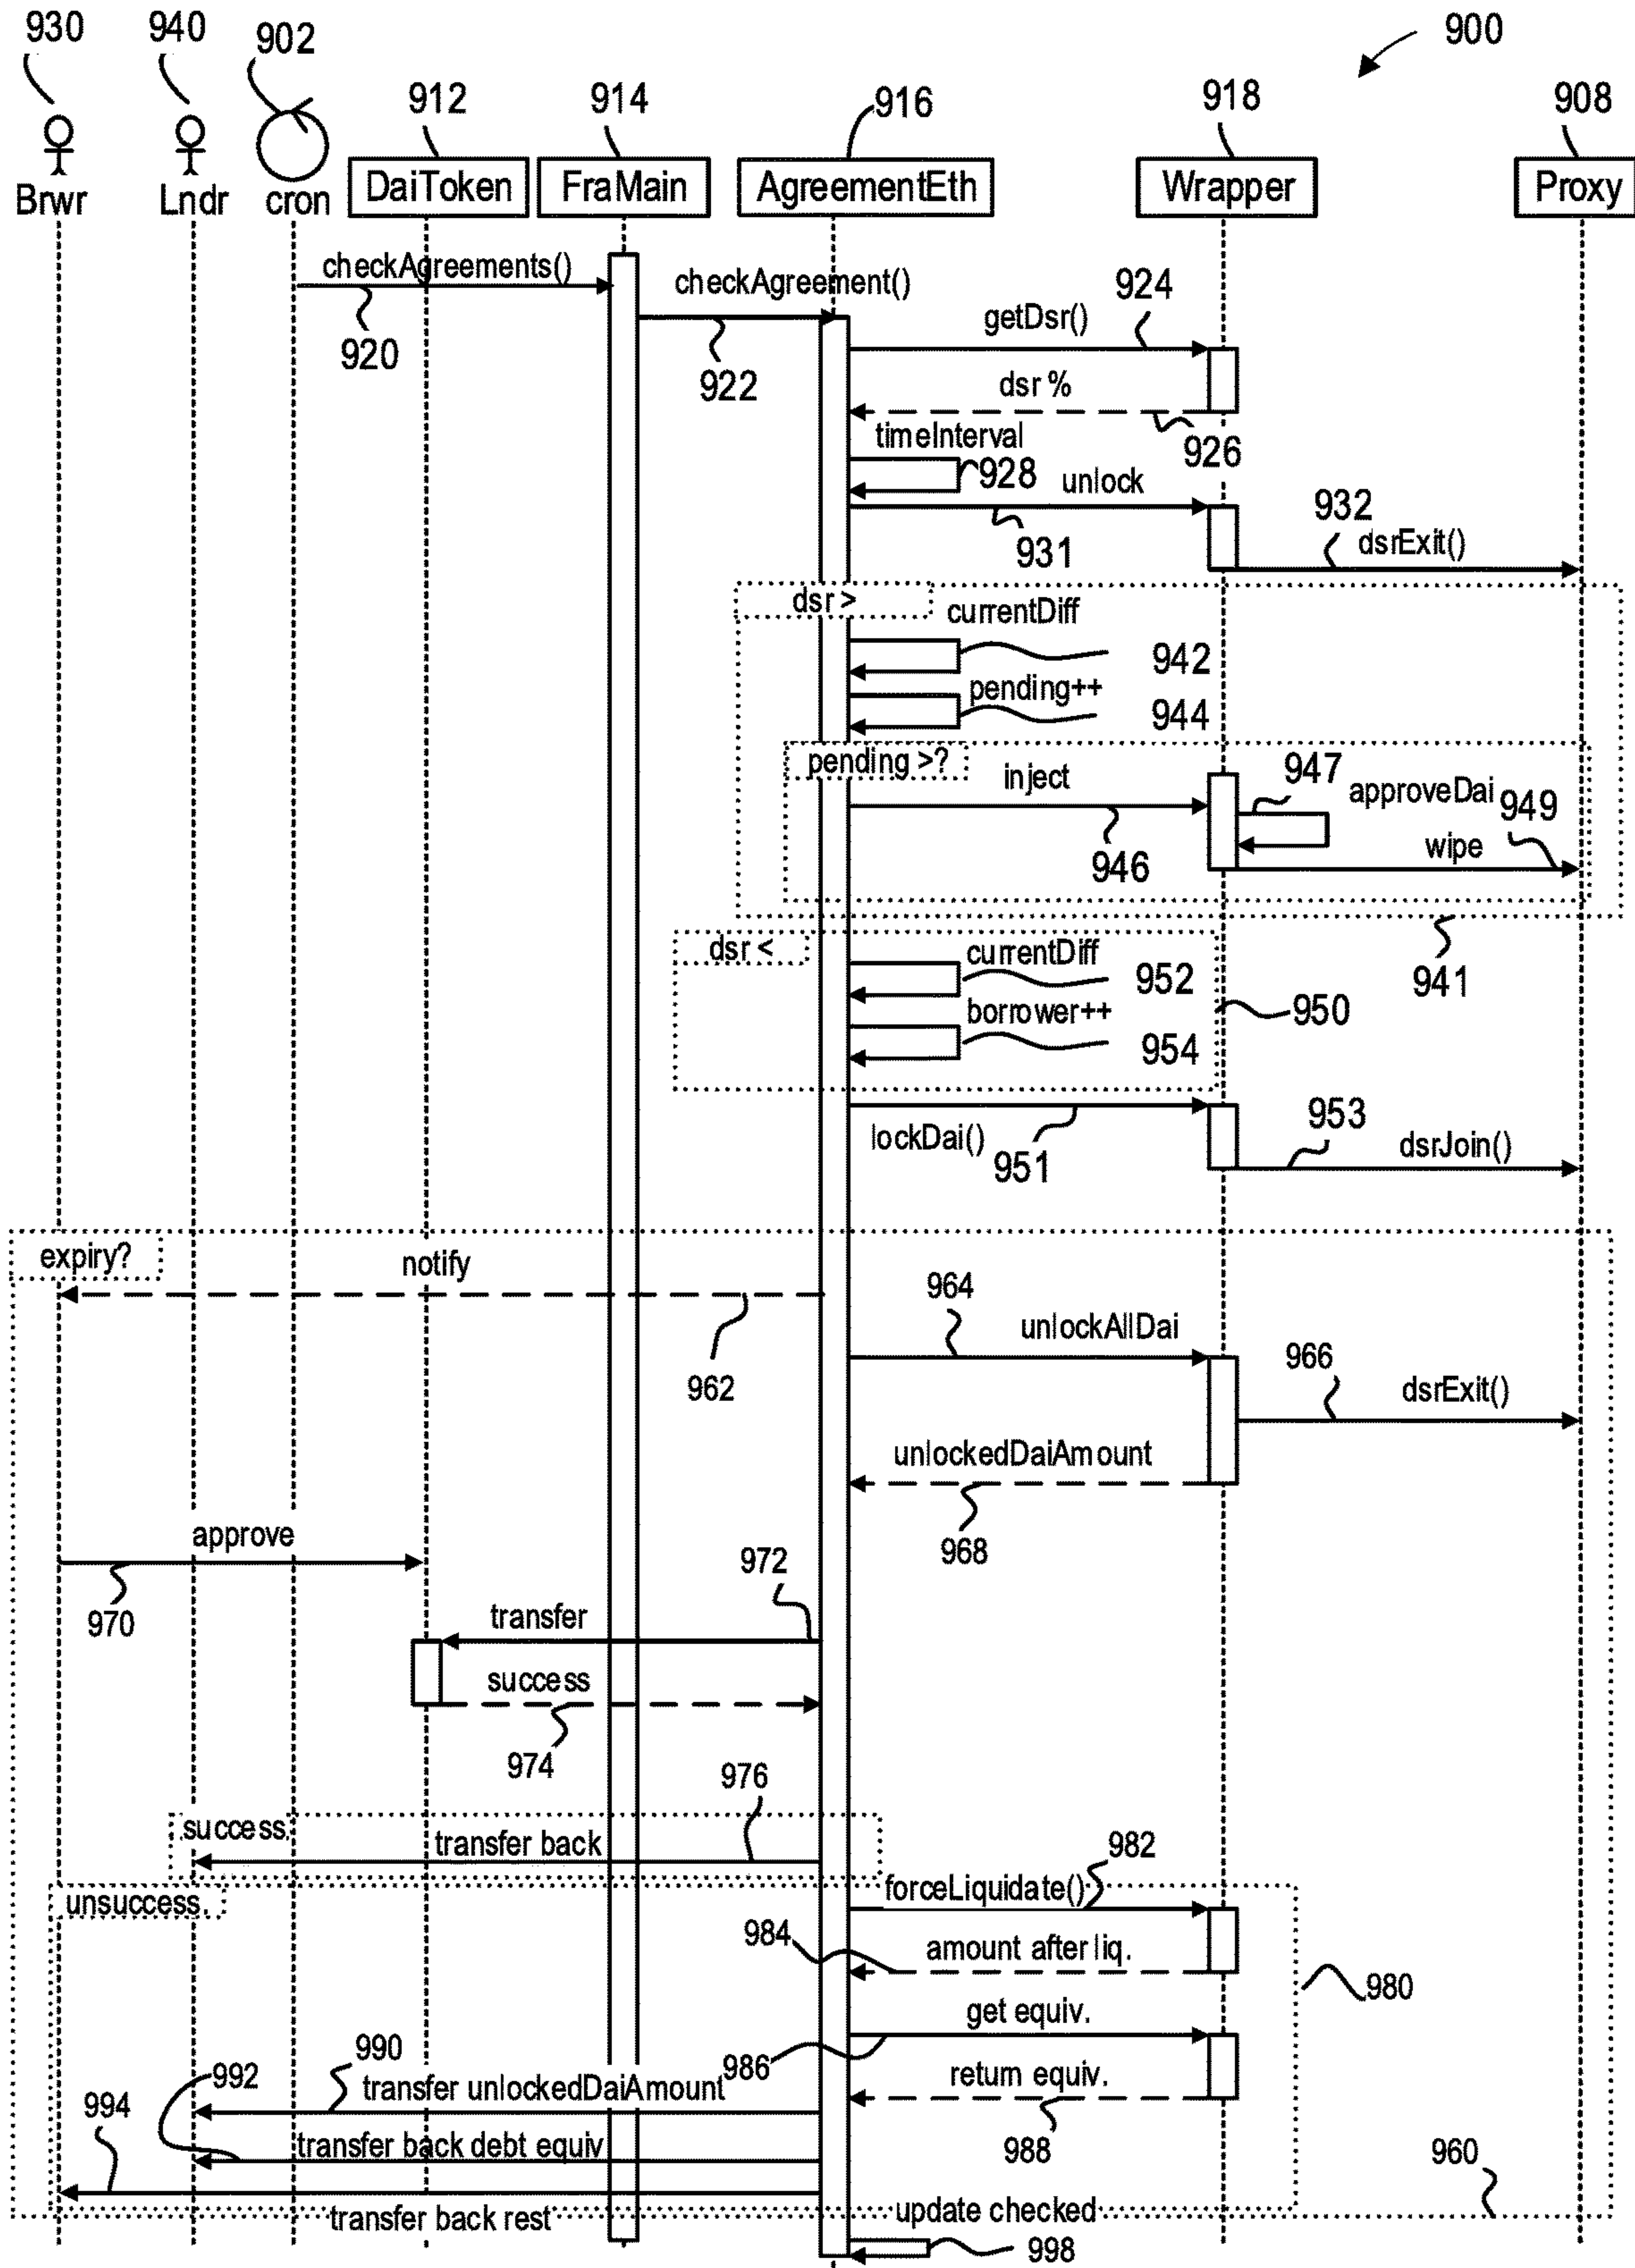 930
940
902
900
912
914
916
918
908
Brwr
Lndr
cron
DaiToken
FraMain
AgreementEth
Wrapper
Proxy
checkAgreements()
920
checkAgreement()
922
getDsr()
924
dsr %
926
timeInterval
928
unlock
931
932
dsrExit()
dsr >
currentDiff
942
pending++
944
pending >?
inject
946
947
approveDai
949
wipe
941
dsr <
currentDiff
952
950
borrower++
954
lockDai()
951
953
dsrJoin()
expiry?
notify
962
964
unlockAllDai
966
dsrExit()
unlockedDaiAmount
968
approve
970
972
transfer
success
974
976
success.
transfer back
982
unsuccess.
forceLiquidate()
984
amount after liq.
980
get equiv.
986
990
992
transfer unlockedDaiAmount
return equiv.
994
988
transfer back debt equiv
960
transfer back rest
update checked
998